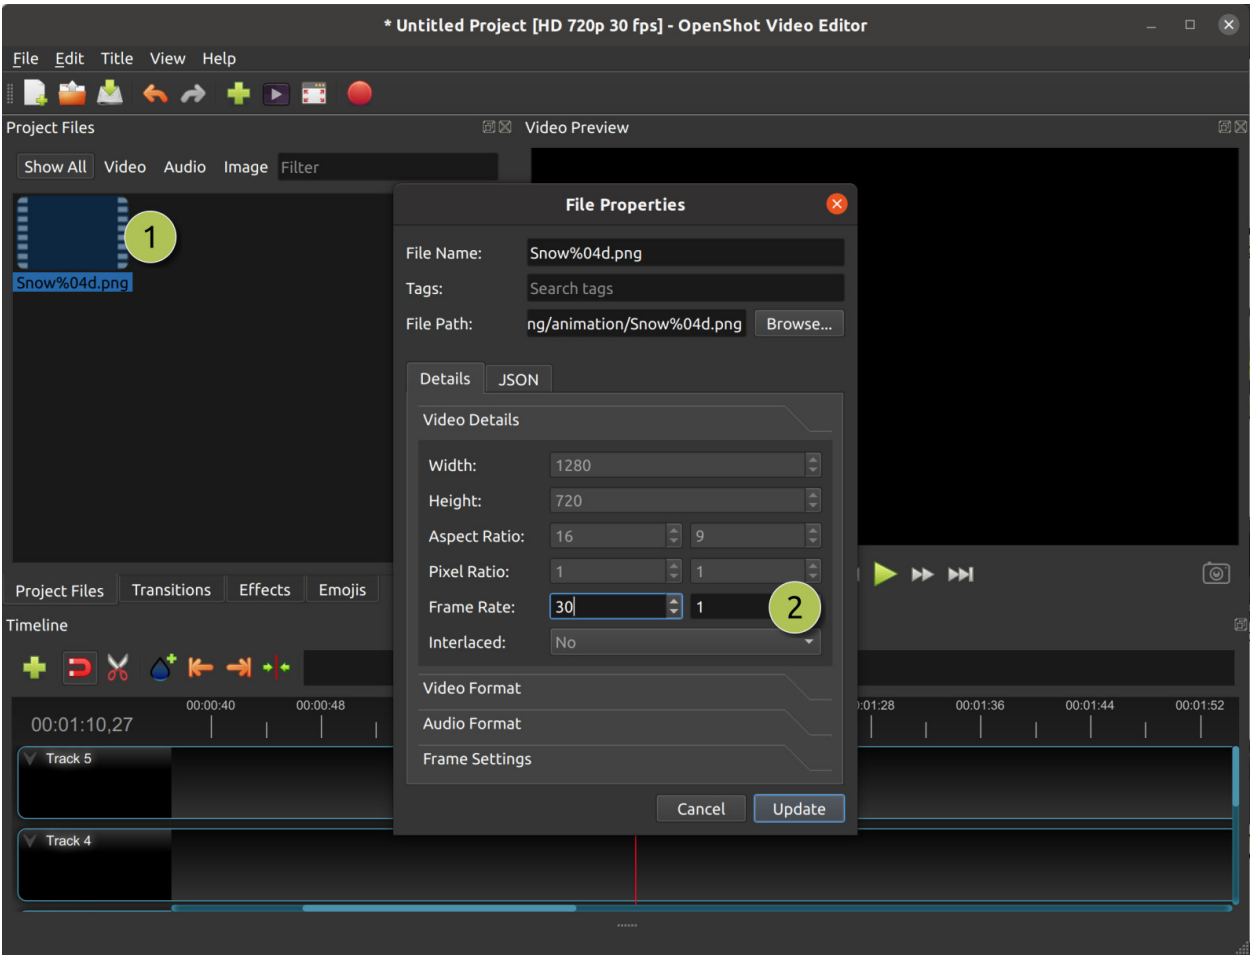 * Untitled Project [HD 720p 30 fps] - OpenShot Video Editor
File Edit Title View Help
Project Files
Video Preview
Show All Video Audio Image Filter
1
Snow%04d.png
File Properties
File Name: Snow%04d.png
Tags: Search tags
File Path: ng/animation/Snow%04d.png Browse...
Details JSON
Video Details
Width: 1280
Height: 720
Aspect Ratio: 16 9
Pixel Ratio: 1 1
Frame Rate: 30 1 2
Interlaced: No
Video Format
Audio Format
Frame Settings
Cancel Update
Project Files Transitions Effects Emojis
Timeline
00:01:10,27
00:00:40 00:00:48 :01:28 00:01:36 00:01:44 00:01:52
Track 5
Track 4